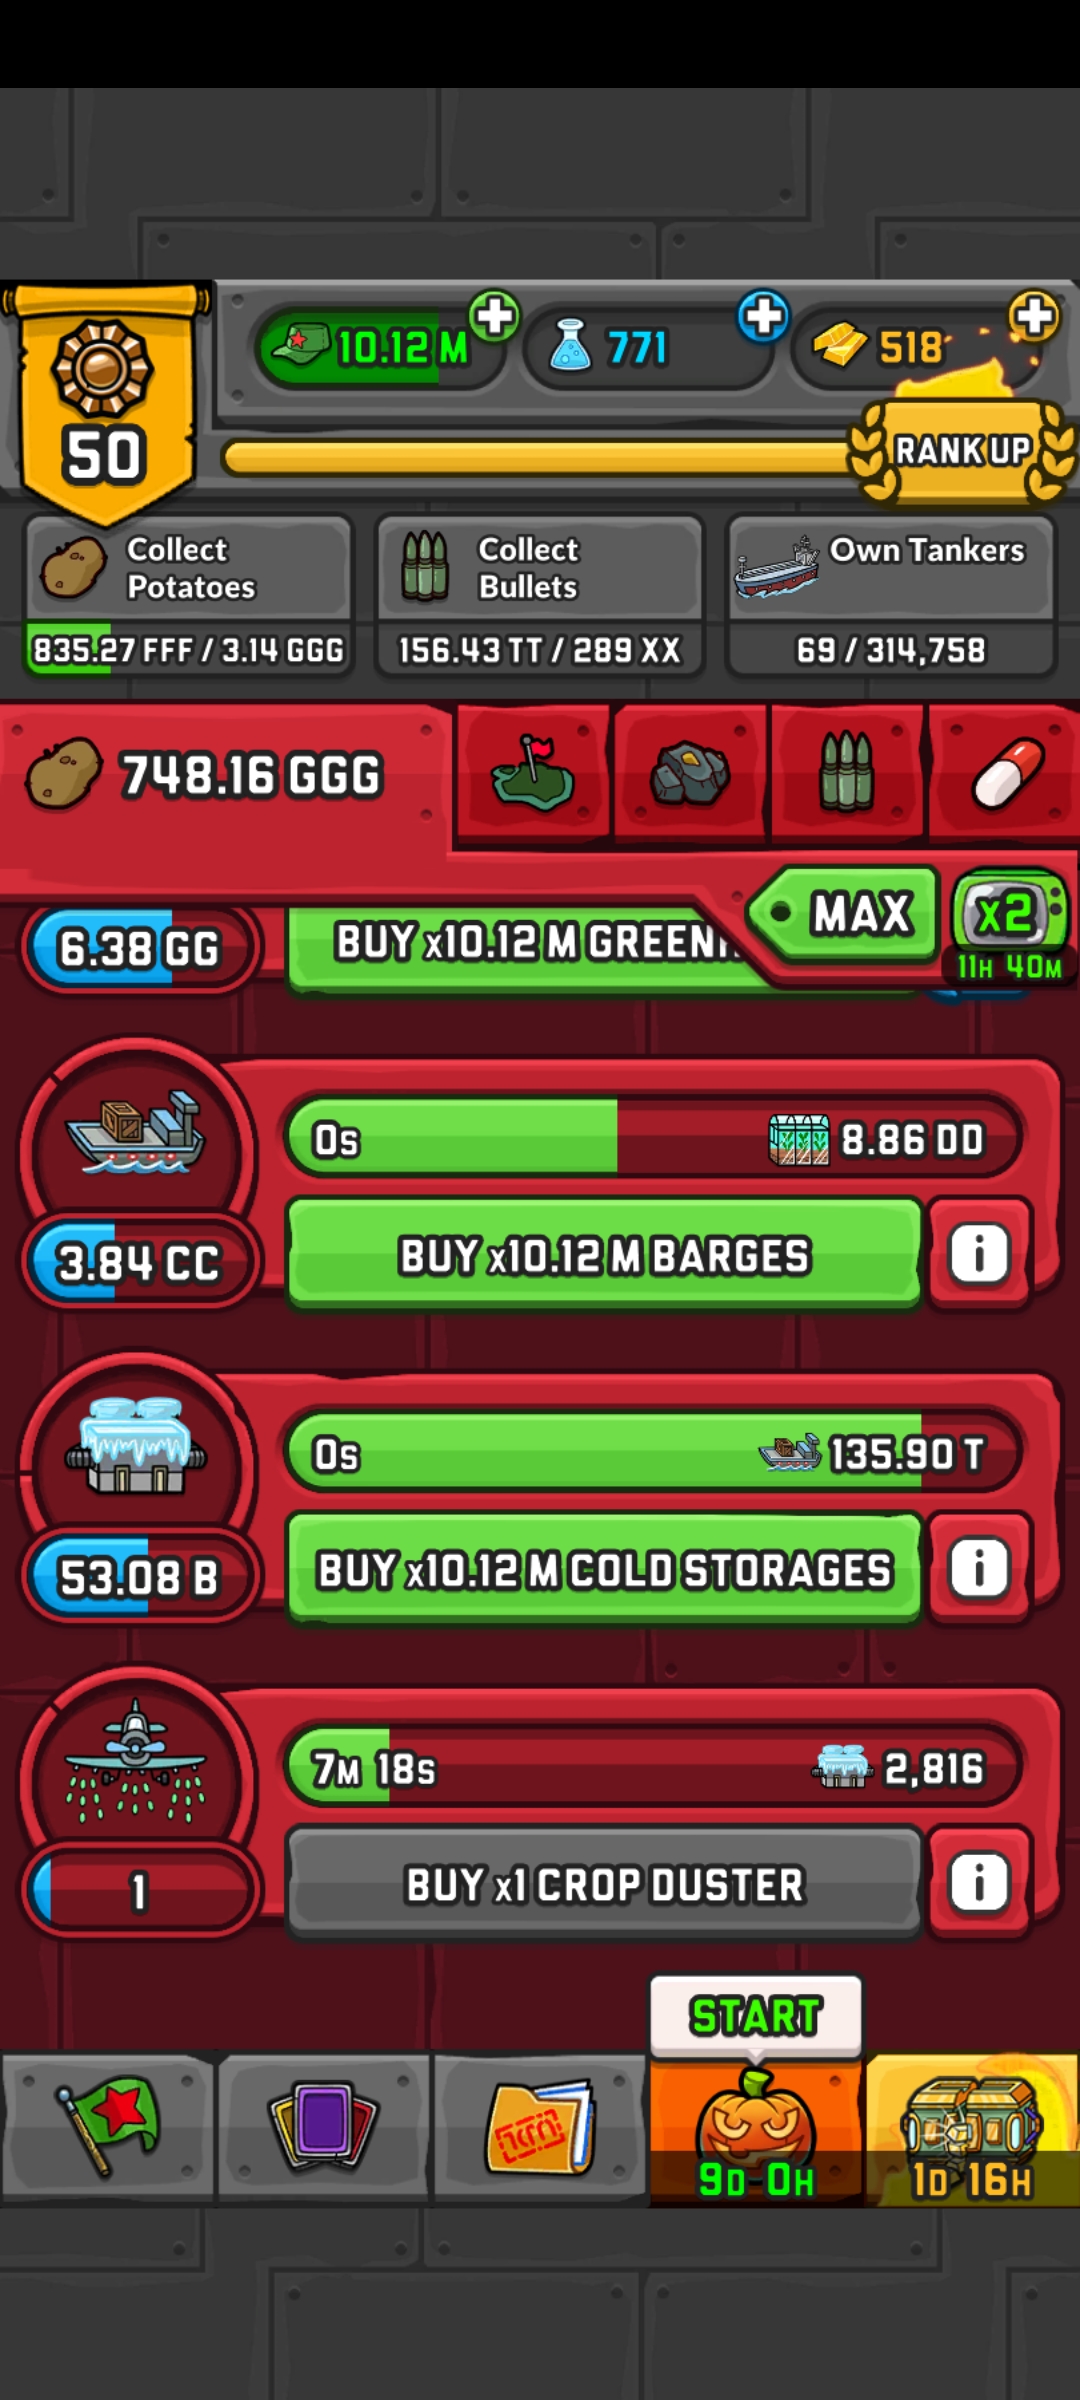 10.12 M
771
518
50
RANK UP
Collect
Potatoes
835.27 FFF / 3.14 GGG
Collect
Bullets
156.43 TT / 289 XX
Own Tankers
69 / 314,758
748.16 GGG
MAX
x2
11H 40M
6.38 GG
BUY x10.12 M
0s
8.86 DD
3.84 CC
BUY x10.12 M BARGES
i
0s
135.90 T
53.08 B
BUY x10.12 M COLD STORAGES
i
7M 18s
2,816
1
BUY x1 CROP DUSTER
i
START
9D 0H
1D 16H